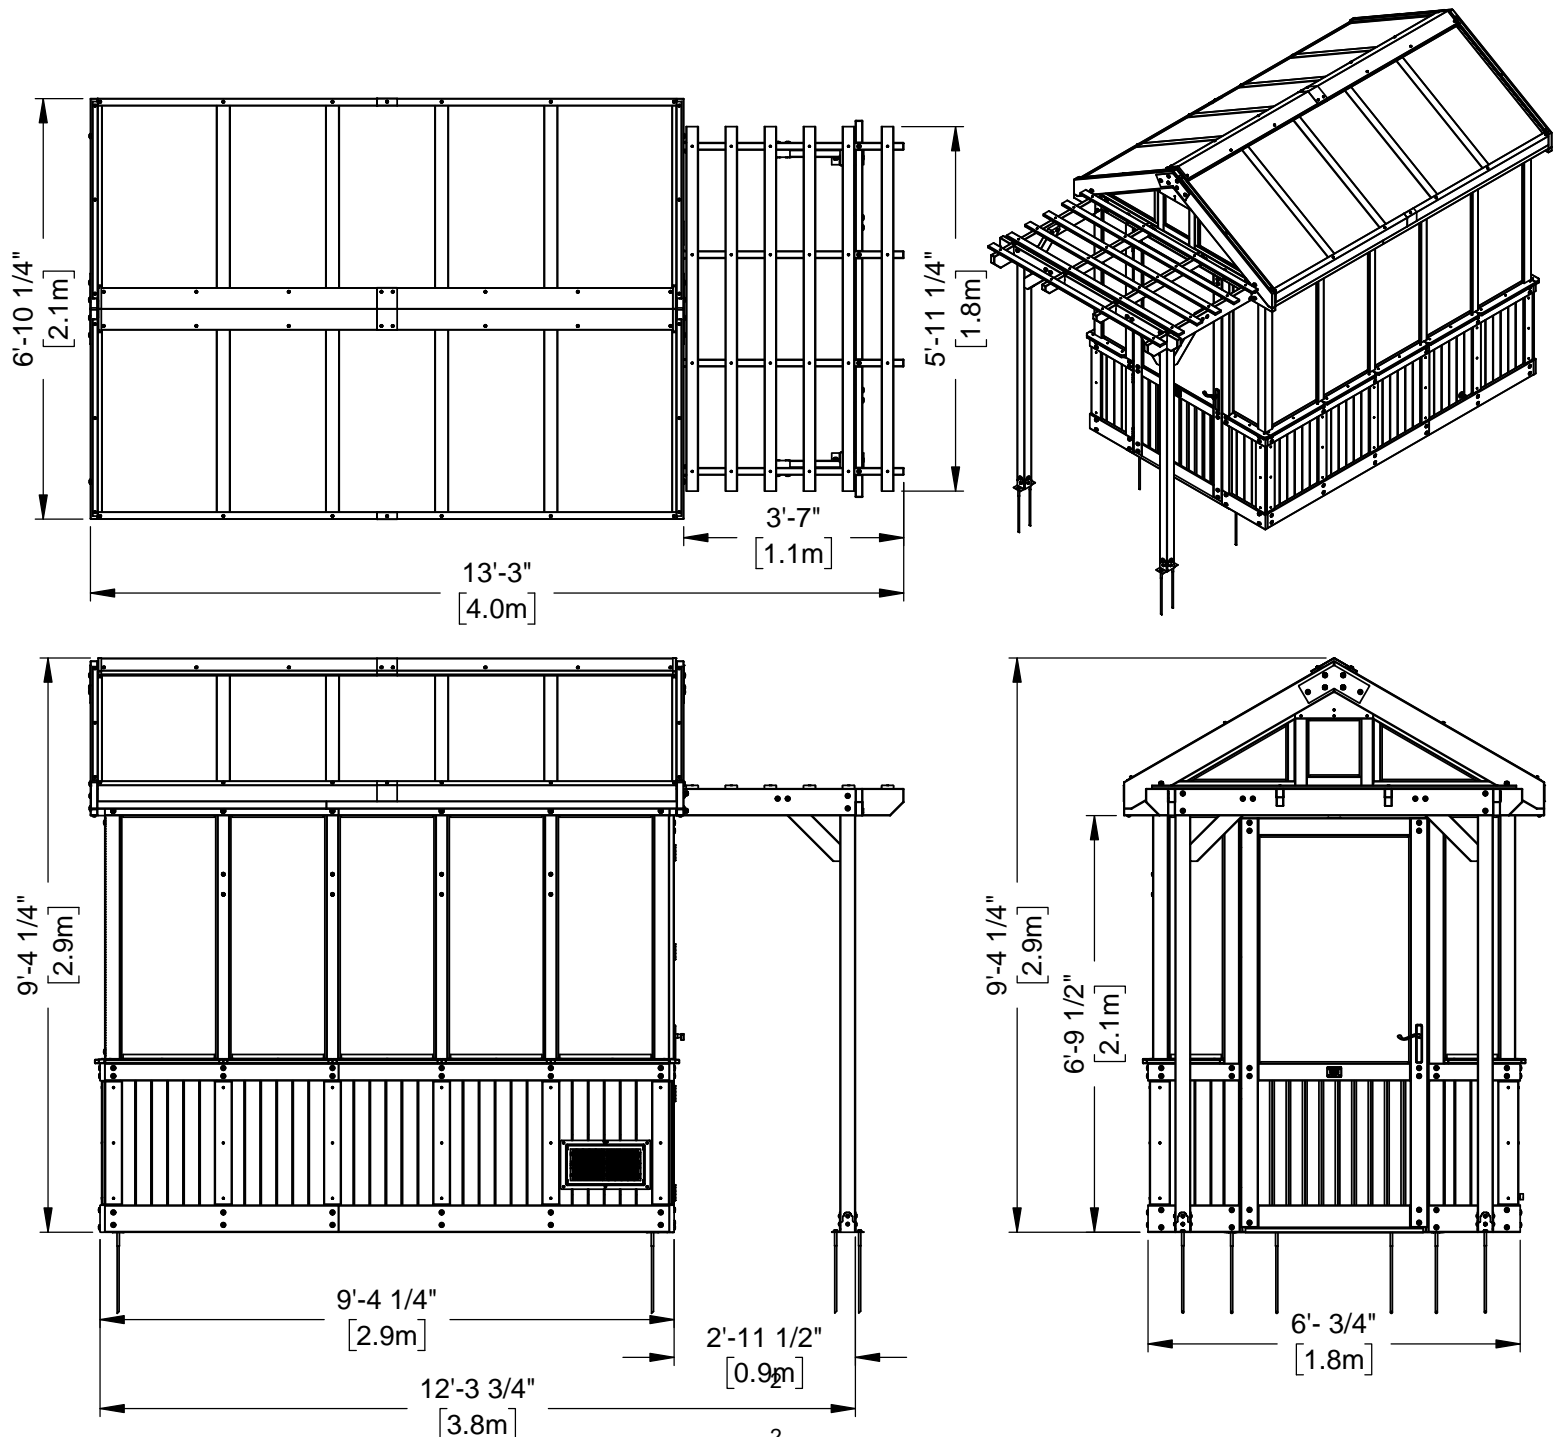 6'-10 1/4"
[2.1m]
5'-11 1/4"
[1.8m]
3'-7"
[1.1m]
13'-3"
[4.0m]
9'-4 1/4"
[2.9m]
9'-4 1/4"
[2.9m]
6'-9 1/2"
[2.1m]
9'-4 1/4"
[2.9m]
2'-11 1/2"
[0.9m]
2
12'-3 3/4"
[3.8m]
2
6'- 3/4"
[1.8m]